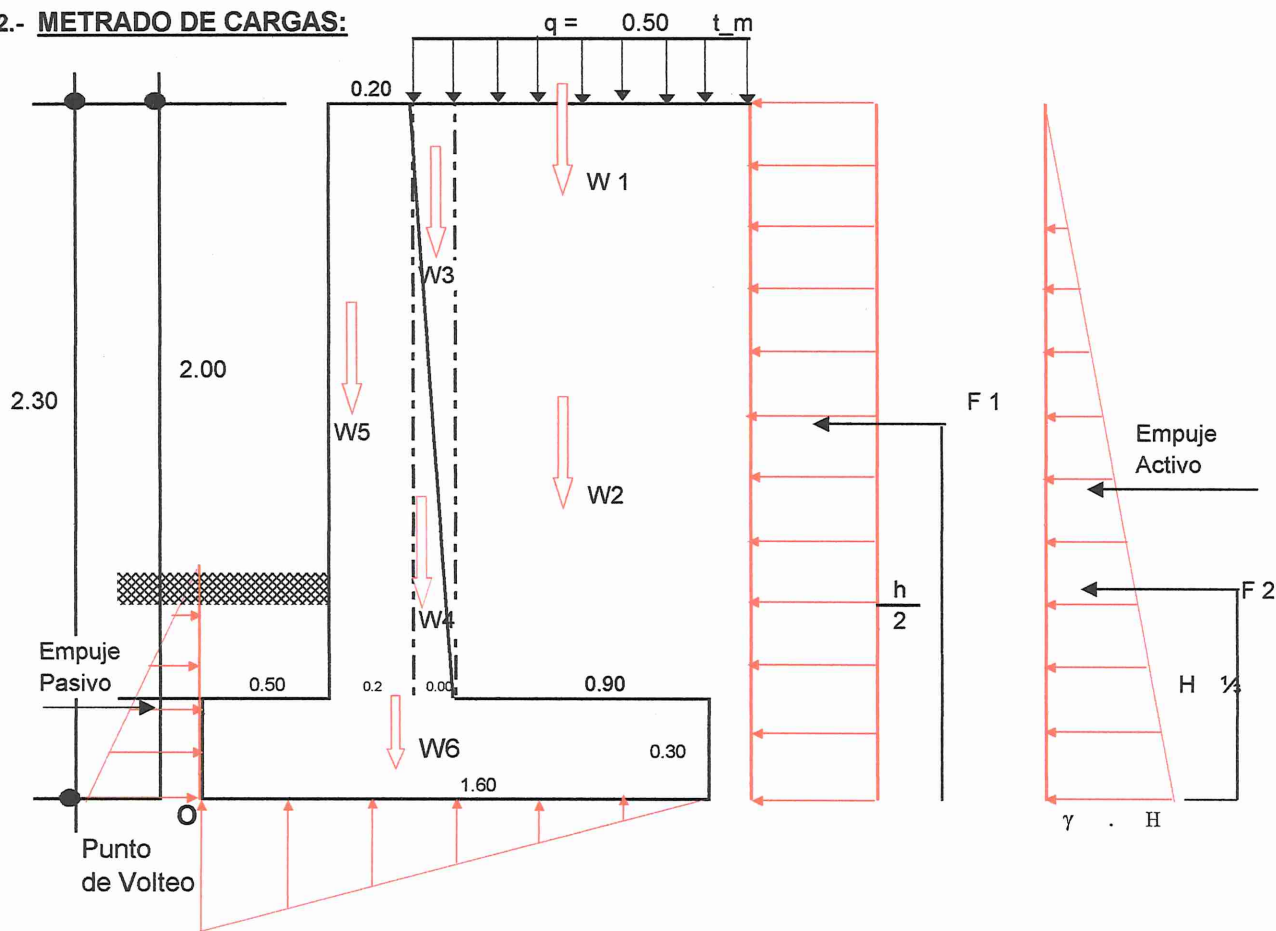 2.- METRADO DE CARGAS:
q = 0.50 t_m
0.20
W 1
W3
2.00
2.30
F 1
W5
Empuje
Activo
W2
h
2
F 2
W4
Empuje
Pasivo
0.50 0.2 0.00 0.90
H ⅓
W6
0.30
1.60
O
γ . H
Punto
de Volteo